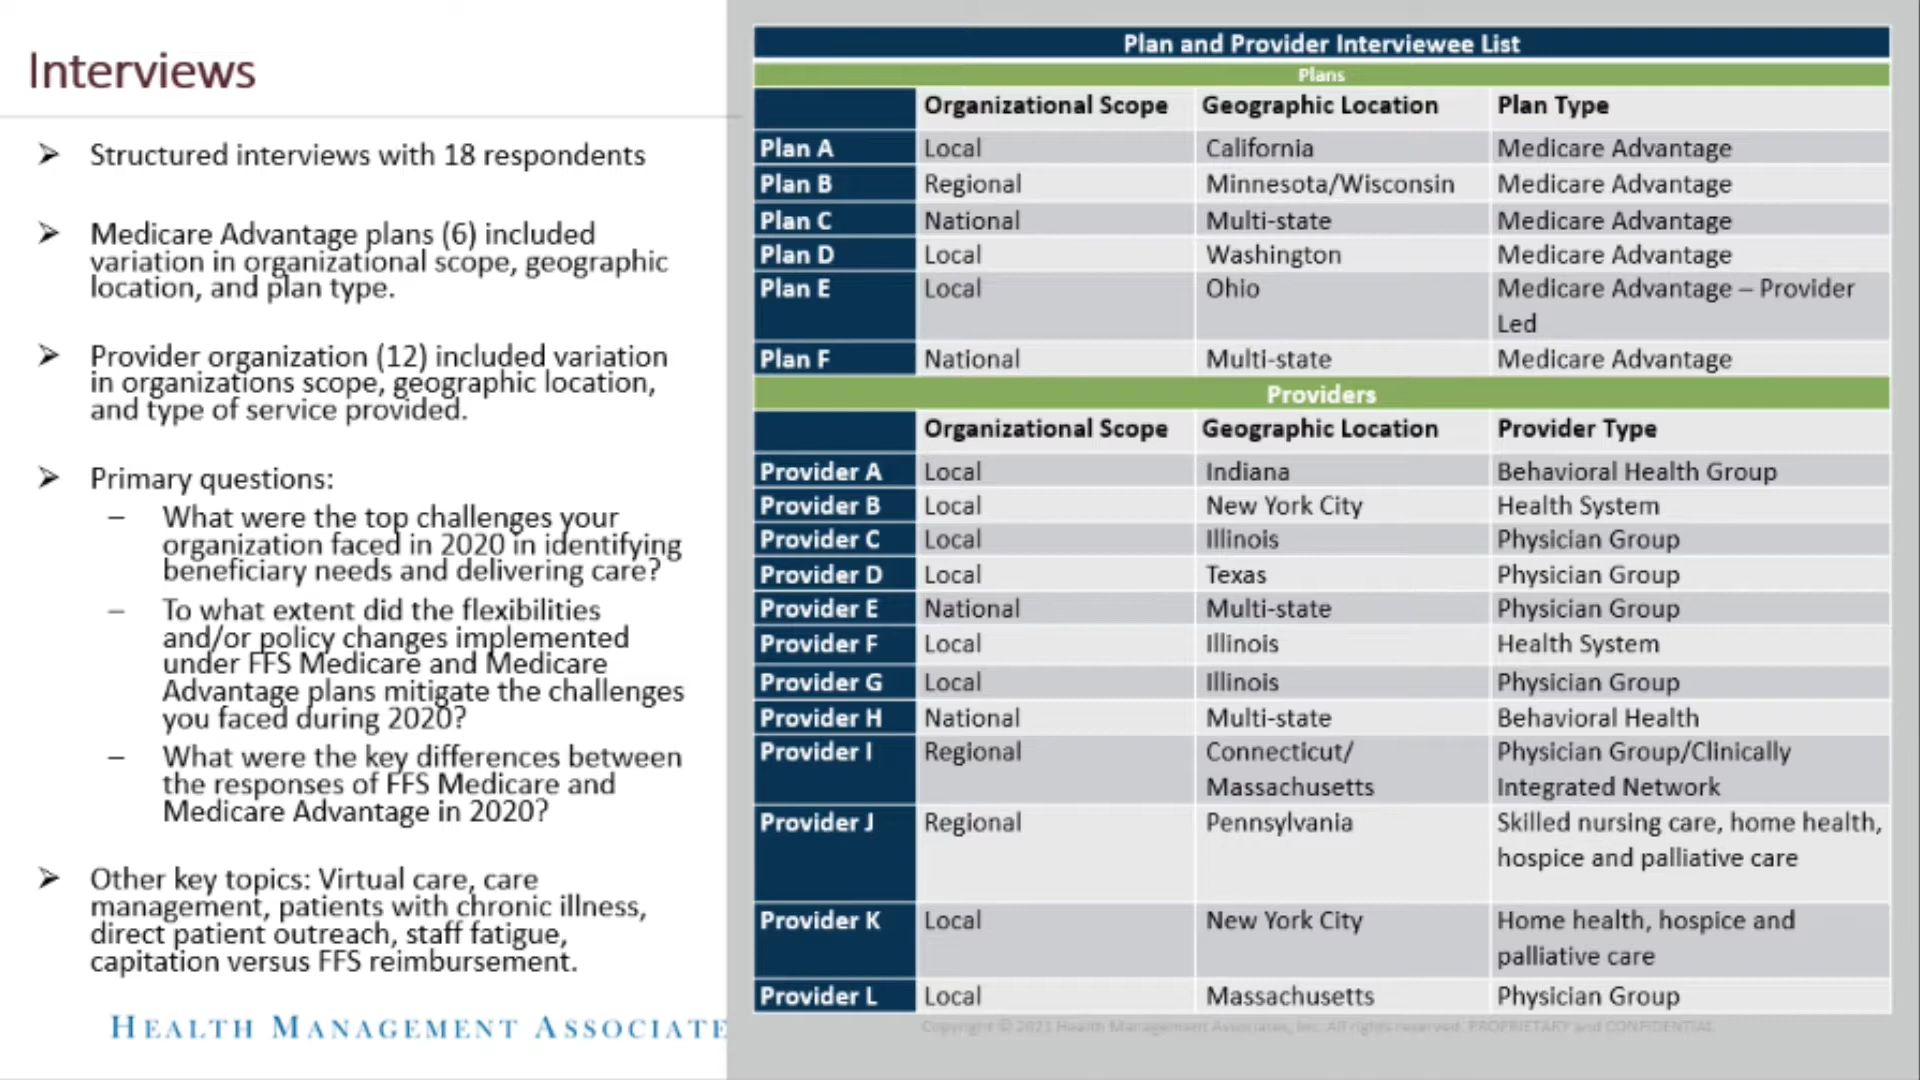 Interviews
Structured interviews with 18 respondents
Medicare Advantage plans (6) included
variation in organizational scope, geographic
location, and plan type.
Provider organization (12) included variation
in organizations scope, geographic location,
and type of service provided.
Primary questions:
– What were the top challenges your
organization faced in 2020 in identifying
beneficiary needs and delivering care?
– To what extent did the flexibilities
and/or policy changes implemented
under FFS Medicare and Medicare
Advantage plans mitigate the challenges
you faced during 2020?
– What were the key differences between
the responses of FFS Medicare and
Medicare Advantage in 2020?
Other key topics: Virtual care, care
management, patients with chronic illness,
direct patient outreach, staff fatigue,
capitation versus FFS reimbursement.
HEALTH MANAGEMENT ASSOCIATE
Plan and Provider Interviewee List
Plans
Organizational Scope Geographic Location Plan Type
Plan A Local California Medicare Advantage
Plan B Regional Minnesota/Wisconsin Medicare Advantage
Plan C National Multi-state Medicare Advantage
Plan D Local Washington Medicare Advantage
Plan E Local Ohio Medicare Advantage – Provider
Led
Plan F National Multi-state Medicare Advantage
Providers
Organizational Scope Geographic Location Provider Type
Provider A Local Indiana Behavioral Health Group
Provider B Local New York City Health System
Provider C Local Illinois Physician Group
Provider D Local Texas Physician Group
Provider E National Multi-state Physician Group
Provider F Local Illinois Health System
Provider G Local Illinois Physician Group
Provider H National Multi-state Behavioral Health
Provider I Regional Connecticut/ Physician Group/Clinically
Massachusetts Integrated Network
Provider J Regional Pennsylvania Skilled nursing care, home health,
hospice and palliative care
Provider K Local New York City Home health, hospice and
palliative care
Provider L Local Massachusetts Physician Group
Copyright © 2021 Health Management Associates, Inc. All rights reserved. PROPRIETARY and CONFIDENTIAL